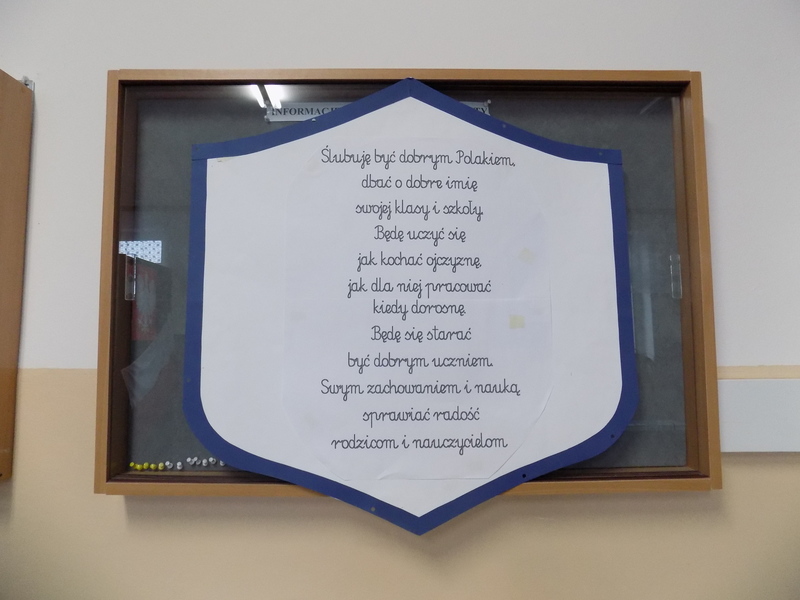 INFORMAC
Ślubuję być dobrym Polakiem,
dbać o dobre imię
swojej klasy i szkoły.
Będę uczyć się
jak kochać ojczyznę,
jak dla niej pracować
kiedy dorosnę.
Będę się starać
być dobrym uczniem.
Swym zachowaniem i nauką
sprawiać radość
rodzicom i nauczycielom